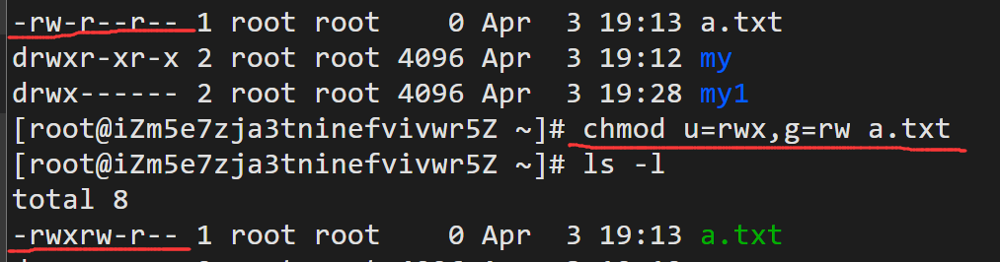 -rw-r--r-- 1 root root    0 Apr  3 19:13 a.txt
drwxr-xr-x 2 root root 4096 Apr  3 19:12 my
drwx------ 2 root root 4096 Apr  3 19:28 my1
[root@iZm5e7zja3tninefvivwr5Z ~]# chmod u=rwx,g=rw a.txt
[root@iZm5e7zja3tninefvivwr5Z ~]# ls -l
total 8
-rwxrw-r-- 1 root root    0 Apr  3 19:13 a.txt